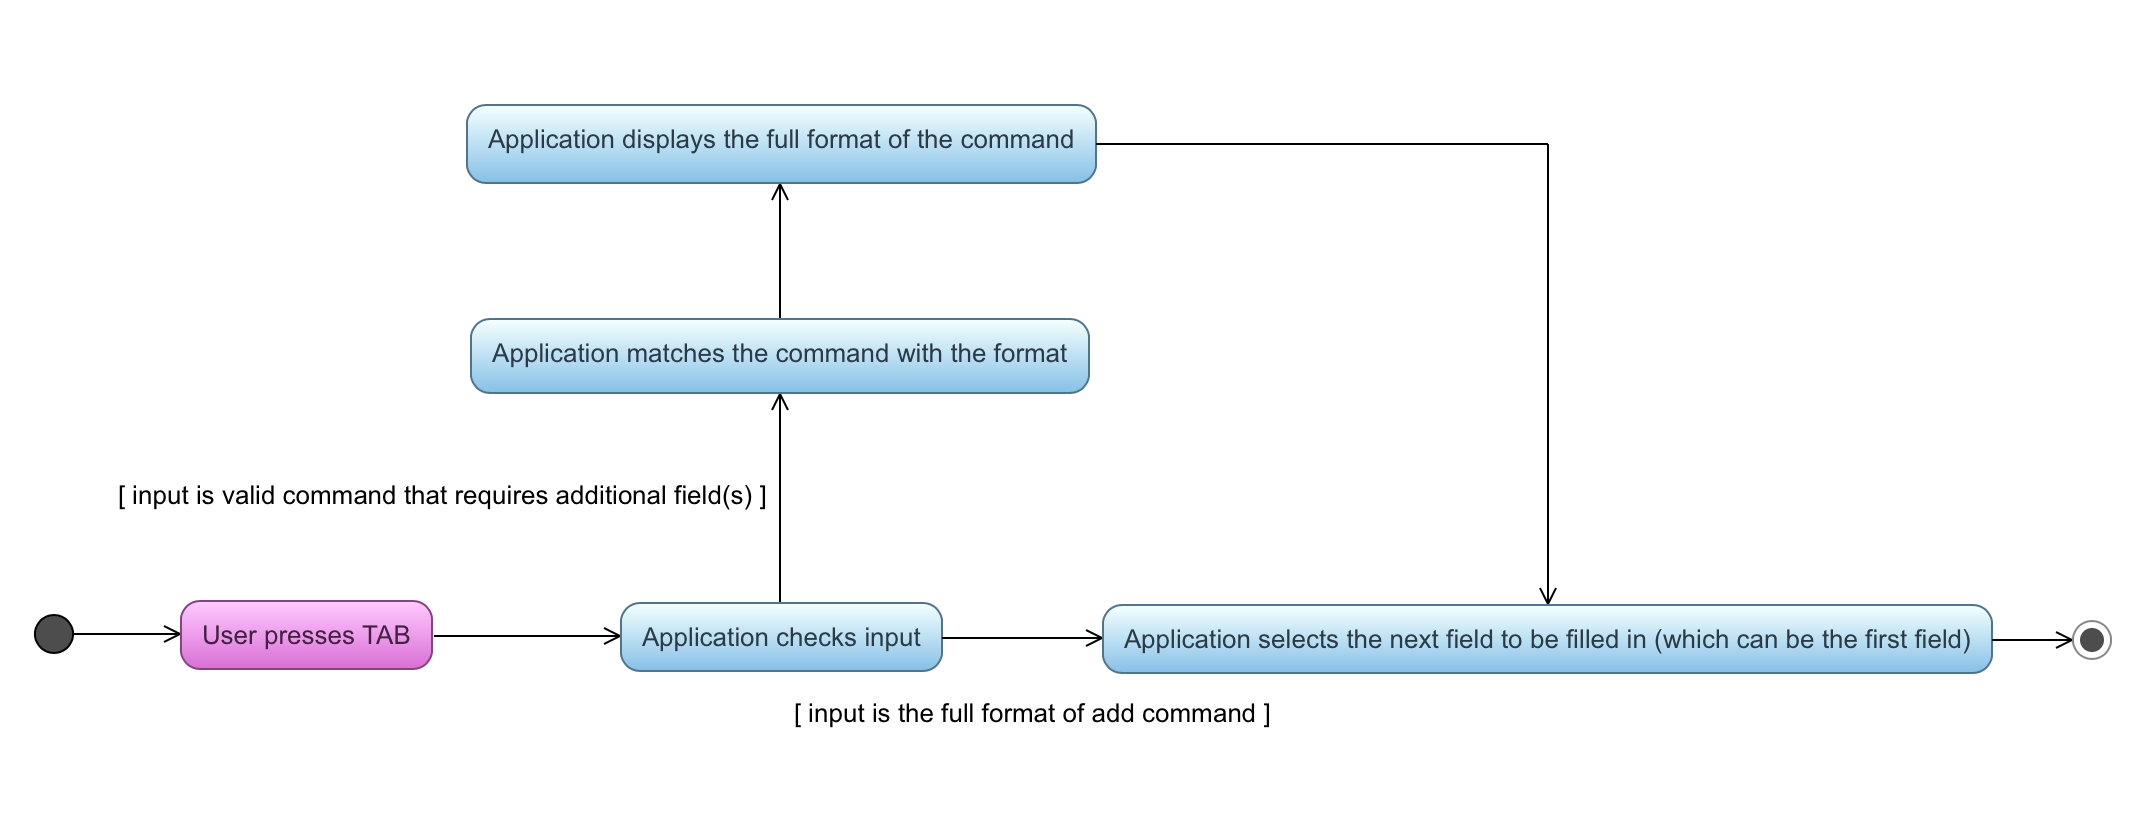 Application displays the full format of the command
Application matches the command with the format
[ input is valid command that requires additional field(s) ]
User presses TAB
Application checks input
Application selects the next field to be filled in (which can be the first field)
[ input is the full format of add command ]